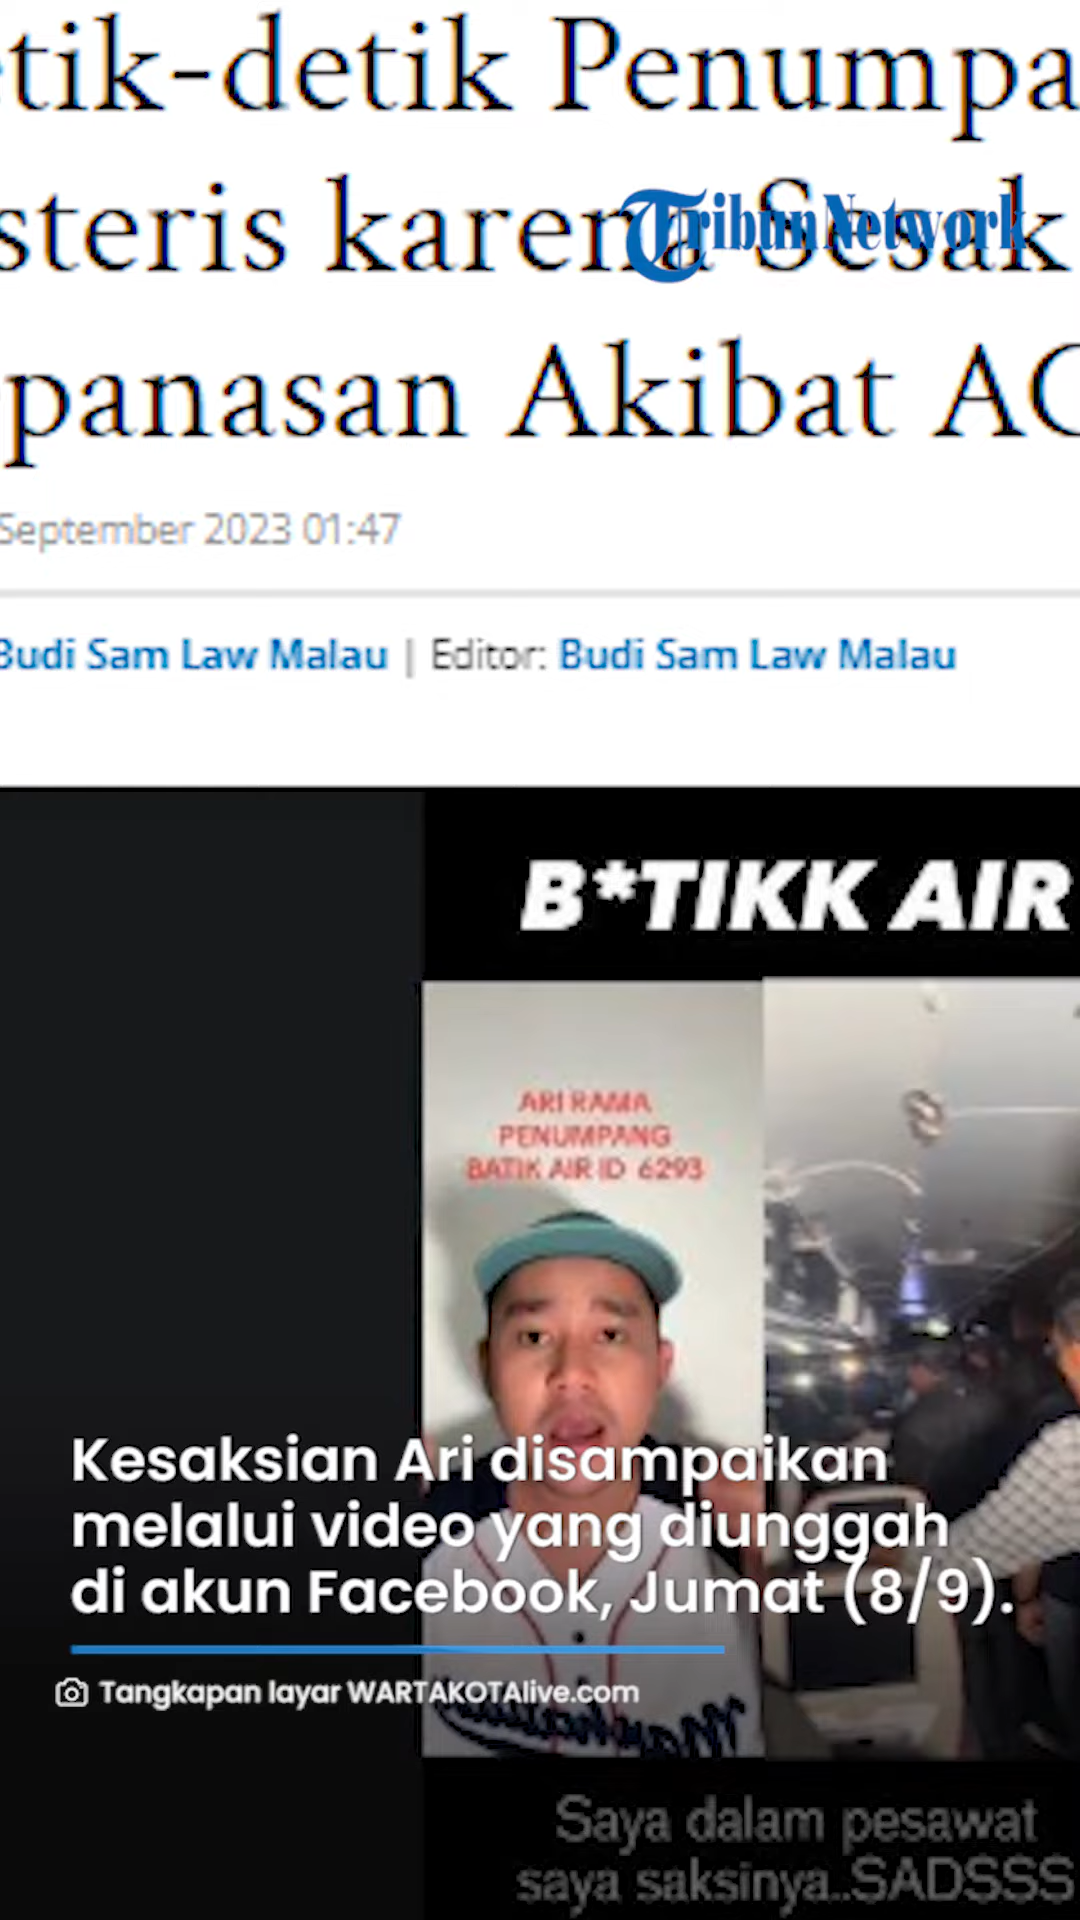 tik-detik Penumpa
steris karena Sesak
TribunNetwork
panasan Akibat AC
September 2023 01:47
Budi Sam Law Malau | Editor: Budi Sam Law Malau
B*TIKK AIR
ARI RAMA
PENUMPANG
BATIK AIR ID 6293
Kesaksian Ari disampaikan
melalui video yang diunggah
di akun Facebook, Jumat (8/9).
Tangkapan layar WARTAKOTAlive.com
Saya dalam pesawat
saya saksinya..SADSSS